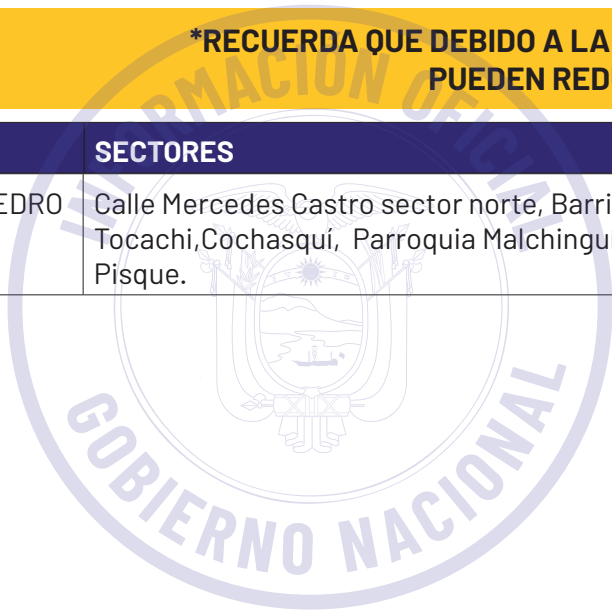 *RECUERDA QUE DEBIDO A LA
PUEDEN RED
SECTORES
EDRO Calle Mercedes Castro sector norte, Barri
Tocachi,Cochasquí, Parroquia Malchingu
Pisque.
INFORMACIÓN OFICIAL
GOBIERNO NACIONAL